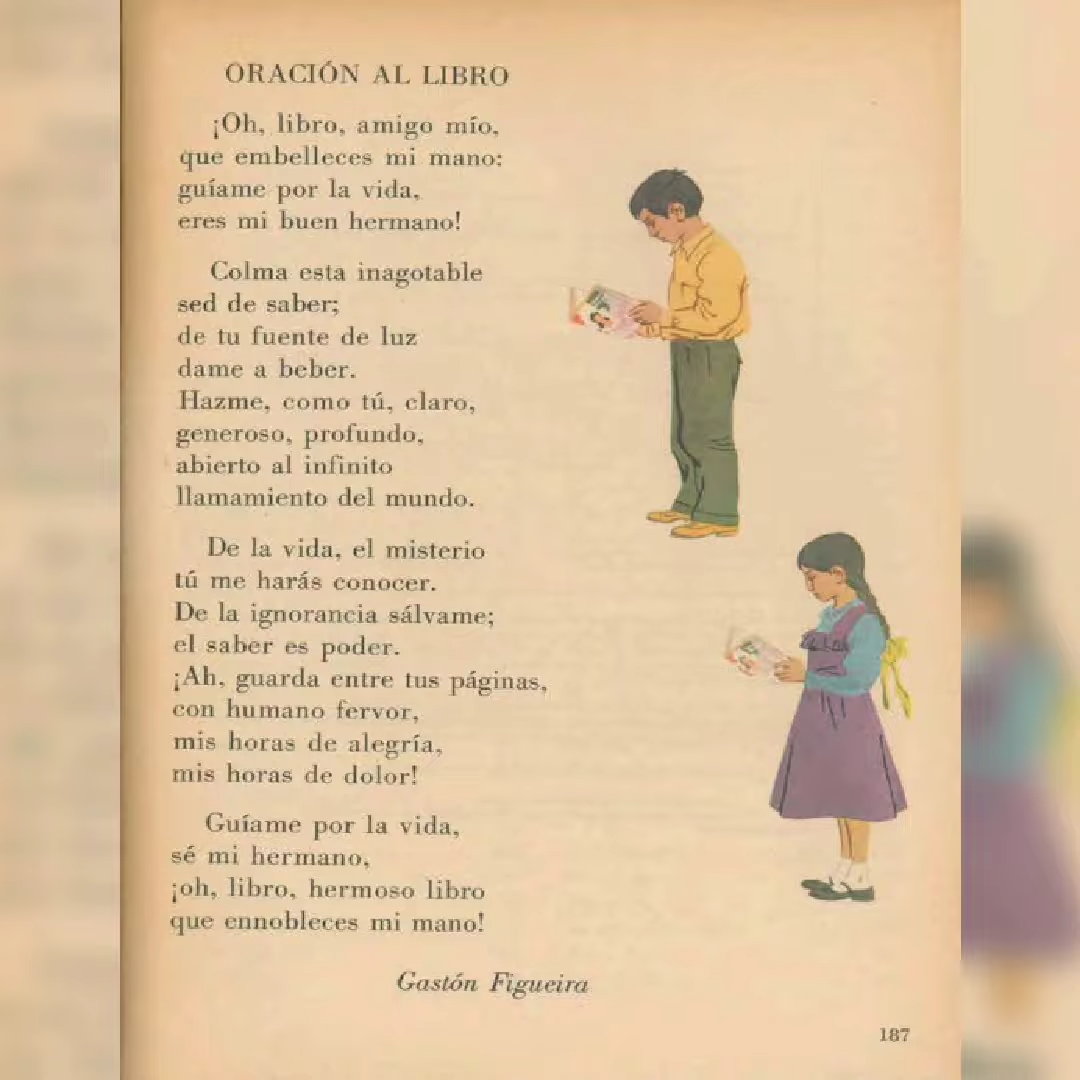 ORACIÓN AL LIBRO
¡Oh, libro, amigo mío,
que embelleces mi mano:
guíame por la vida,
eres mi buen hermano!
Colma esta inagotable
sed de saber;
de tu fuente de luz
dame a beber.
Hazme, como tú, claro,
generoso, profundo,
abierto al infinito
llamamiento del mundo.
De la vida, el misterio
tú me harás conocer.
De la ignorancia sálvame;
el saber es poder.
¡Ah, guarda entre tus páginas,
con humano fervor,
mis horas de alegría,
mis horas de dolor!
Guíame por la vida,
sé mi hermano,
¡oh, libro, hermoso libro
que ennobleces mi mano!
Gastón Figueira
187